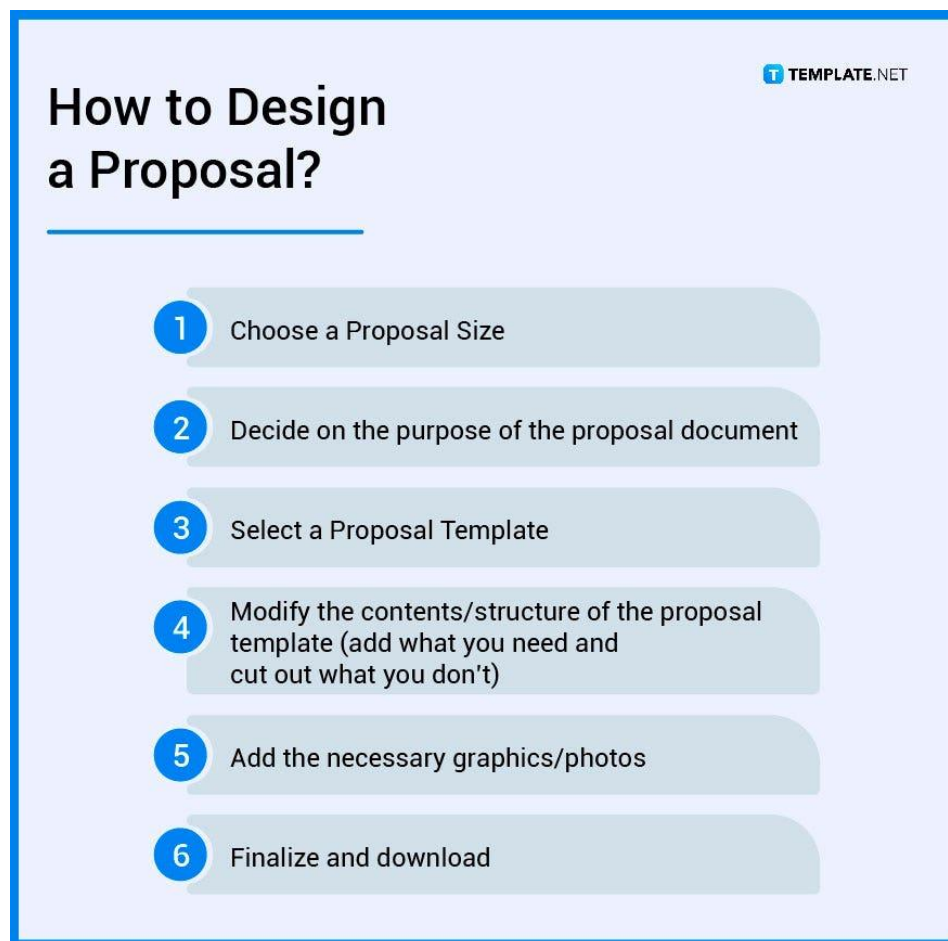 T TEMPLATE.NET
How to Design
a Proposal?
1 Choose a Proposal Size
2 Decide on the purpose of the proposal document
3 Select a Proposal Template
4 Modify the contents/structure of the proposal
template (add what you need and
cut out what you don't)
5 Add the necessary graphics/photos
6 Finalize and download